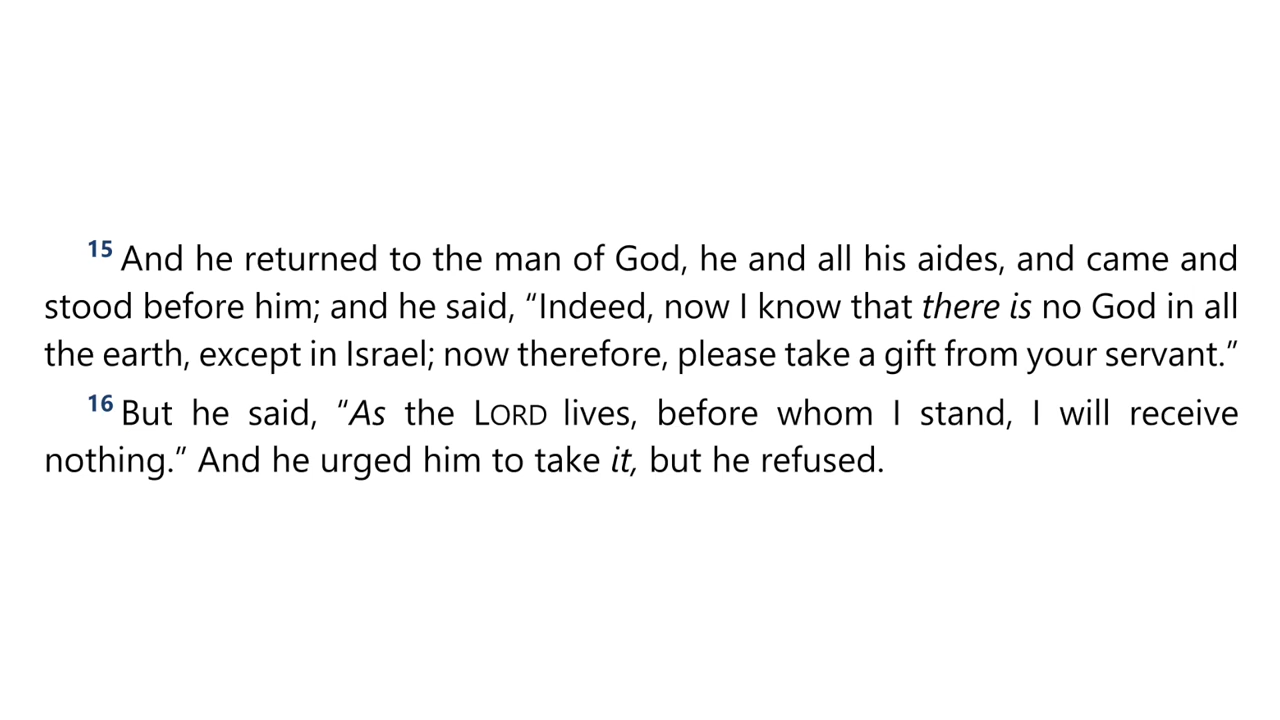 15 And he returned to the man of God, he and all his aides, and came and
stood before him; and he said, “Indeed, now I know that there is no God in all
the earth, except in Israel; now therefore, please take a gift from your servant.”
16 But he said, “As the LORD lives, before whom I stand, I will receive
nothing.” And he urged him to take it, but he refused.